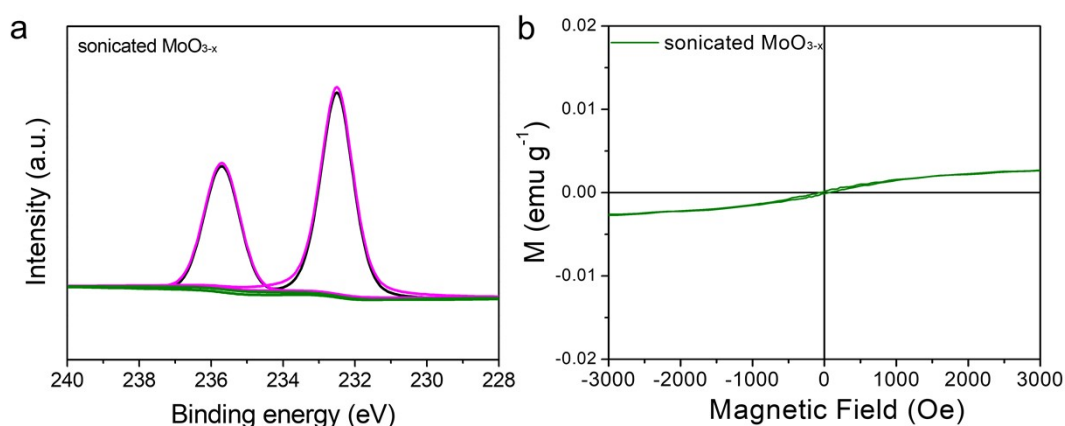 a
sonicated MoO₃₋ₓ
Intensity (a.u.)
240 238 236 234 232 230 228
Binding energy (eV)
b
sonicated MoO₃₋ₓ
M (emu g⁻¹)
0.02
0.01
0.00
-0.01
-0.02
-3000 -2000 -1000 0 1000 2000 3000
Magnetic Field (Oe)